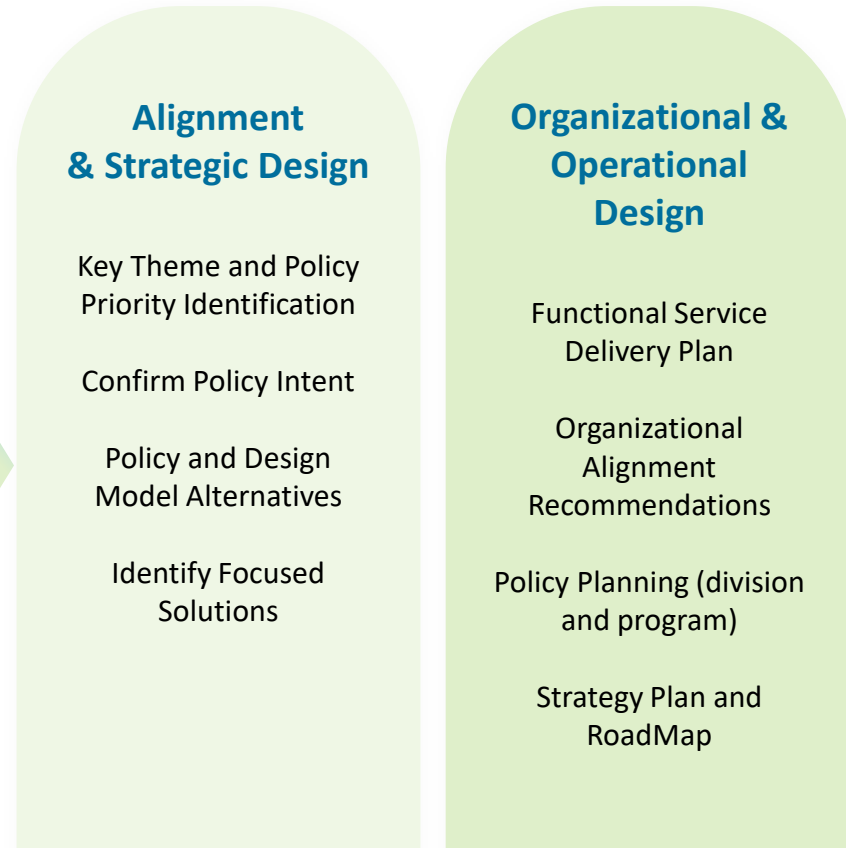 Alignment
& Strategic Design
Key Theme and Policy
Priority Identification
Confirm Policy Intent
Policy and Design
Model Alternatives
Identify Focused
Solutions
Organizational &
Operational
Design
Functional Service
Delivery Plan
Organizational
Alignment
Recommendations
Policy Planning (division
and program)
Strategy Plan and
RoadMap